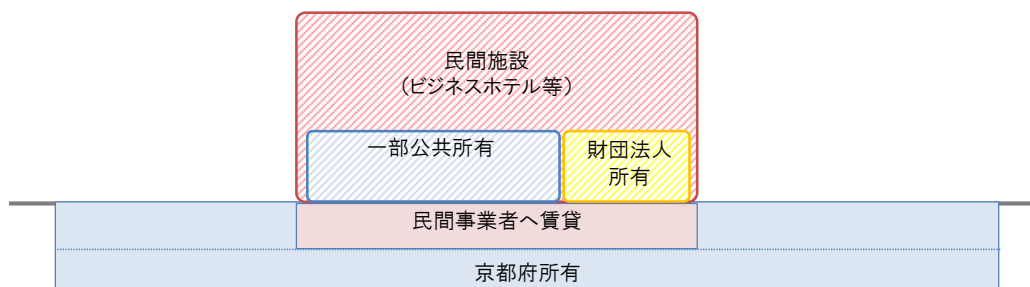 民間施設
（ビジネスホテル等）
一部公共所有
財団法人
所有
民間事業者へ賃貸
京都府所有